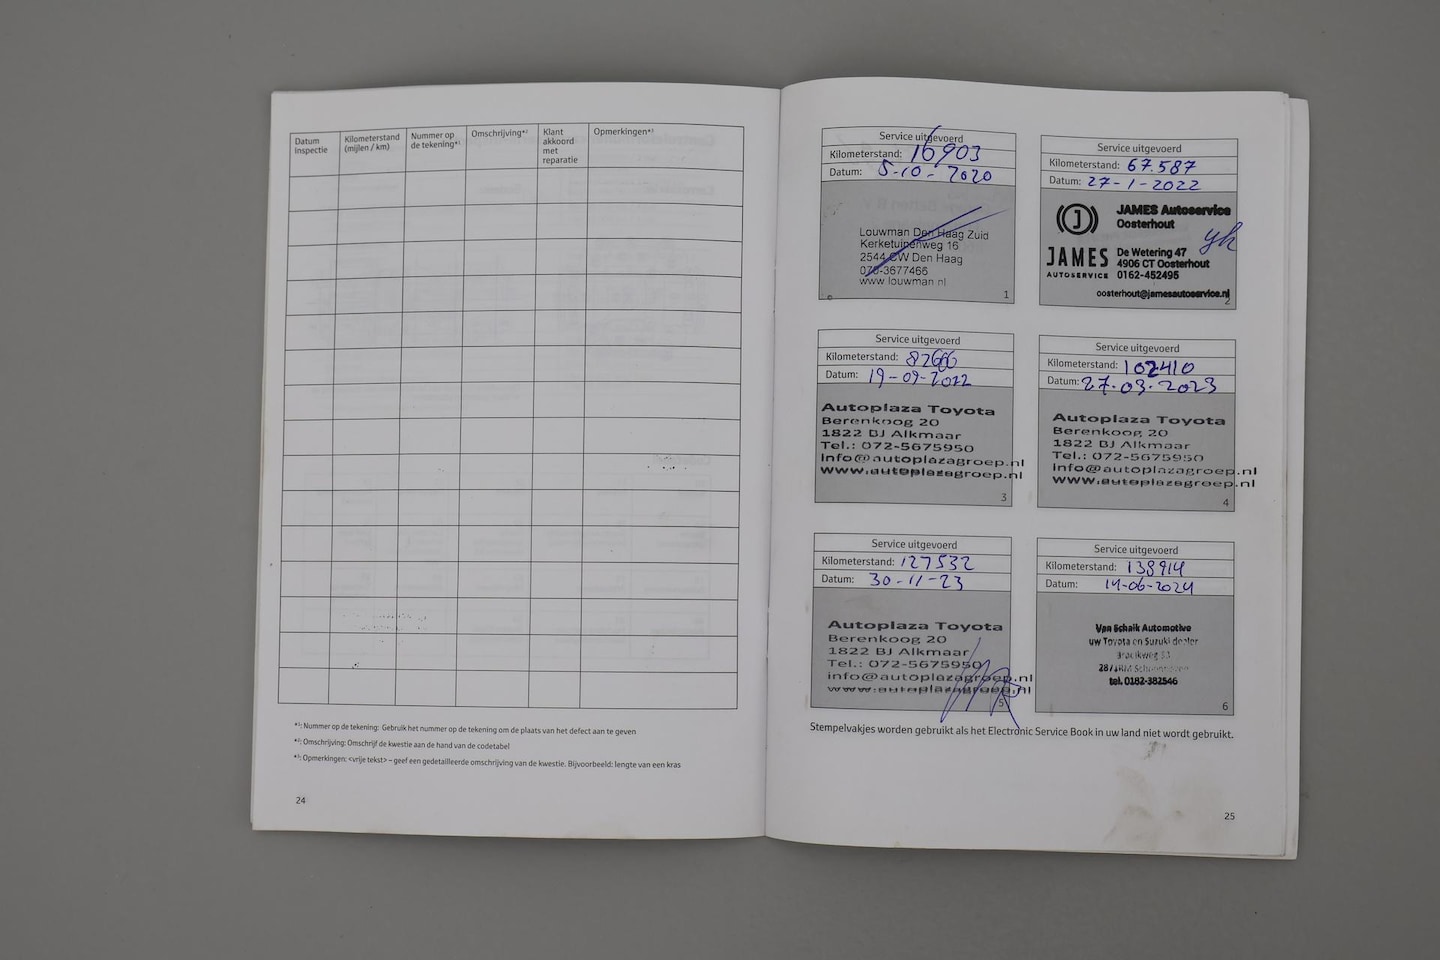 Datum Inspectie
Kilometerstand (mijlen / km)
Nummer op de tekening*¹
Omschrijving*²
Klant akkoord met reparatie
Opmerkingen*³
*¹: Nummer op de tekening: Gebruik het nummer op de tekening om de plaats van het defect aan te geven
*²: Omschrijving: Omschrijf de kwestie aan de hand van de codetabel
*³: Opmerkingen: <vrije tekst> – geef een gedetailleerde omschrijving van de kwestie. Bijvoorbeeld: lengte van een kras
24
Service uitgevoerd
Kilometerstand: 16903
Datum: 5-10-2020
Louwman Den Haag Zuid
Kerketuinenweg 16
2544 CW Den Haag
070-3677466
www louwman nl
1
Service uitgevoerd
Kilometerstand: 67.587
Datum: 27-1-2022
JAMES Autoservice
Oosterhout
JAMES
AUTOSERVICE
De Wetering 47
4906 CT Oosterhout
0162-452495
oosterhout@jamesautoservice.nl
2
Service uitgevoerd
Kilometerstand: 82666
Datum: 19-09-2022
Autoplaza Toyota
Berenkoog 20
1822 BJ Alkmaar
Tel.: 072-5675950
info@autoplazagroep.nl
www.autoplazagroep.nl
3
Service uitgevoerd
Kilometerstand: 102410
Datum: 27.03.2023
Autoplaza Toyota
Berenkoog 20
1822 BJ Alkmaar
Tel.: 072-5675950
info@autoplazagroep.nl
www.autoplazagroep.nl
4
Service uitgevoerd
Kilometerstand: 127532
Datum: 30-11-23
Autoplaza Toyota
Berenkoog 20
1822 BJ Alkmaar
Tel.: 072-5675950
info@autoplazagroep.nl
www.autoplazagroep.nl
5
Service uitgevoerd
Kilometerstand: 138914
Datum: 14-06-2024
Van Schaik Automotive
uw Toyota en Suzuki dealer
tel. 0182-382546
6
Stempelvakjes worden gebruikt als het Electronic Service Book in uw land niet wordt gebruikt.
25